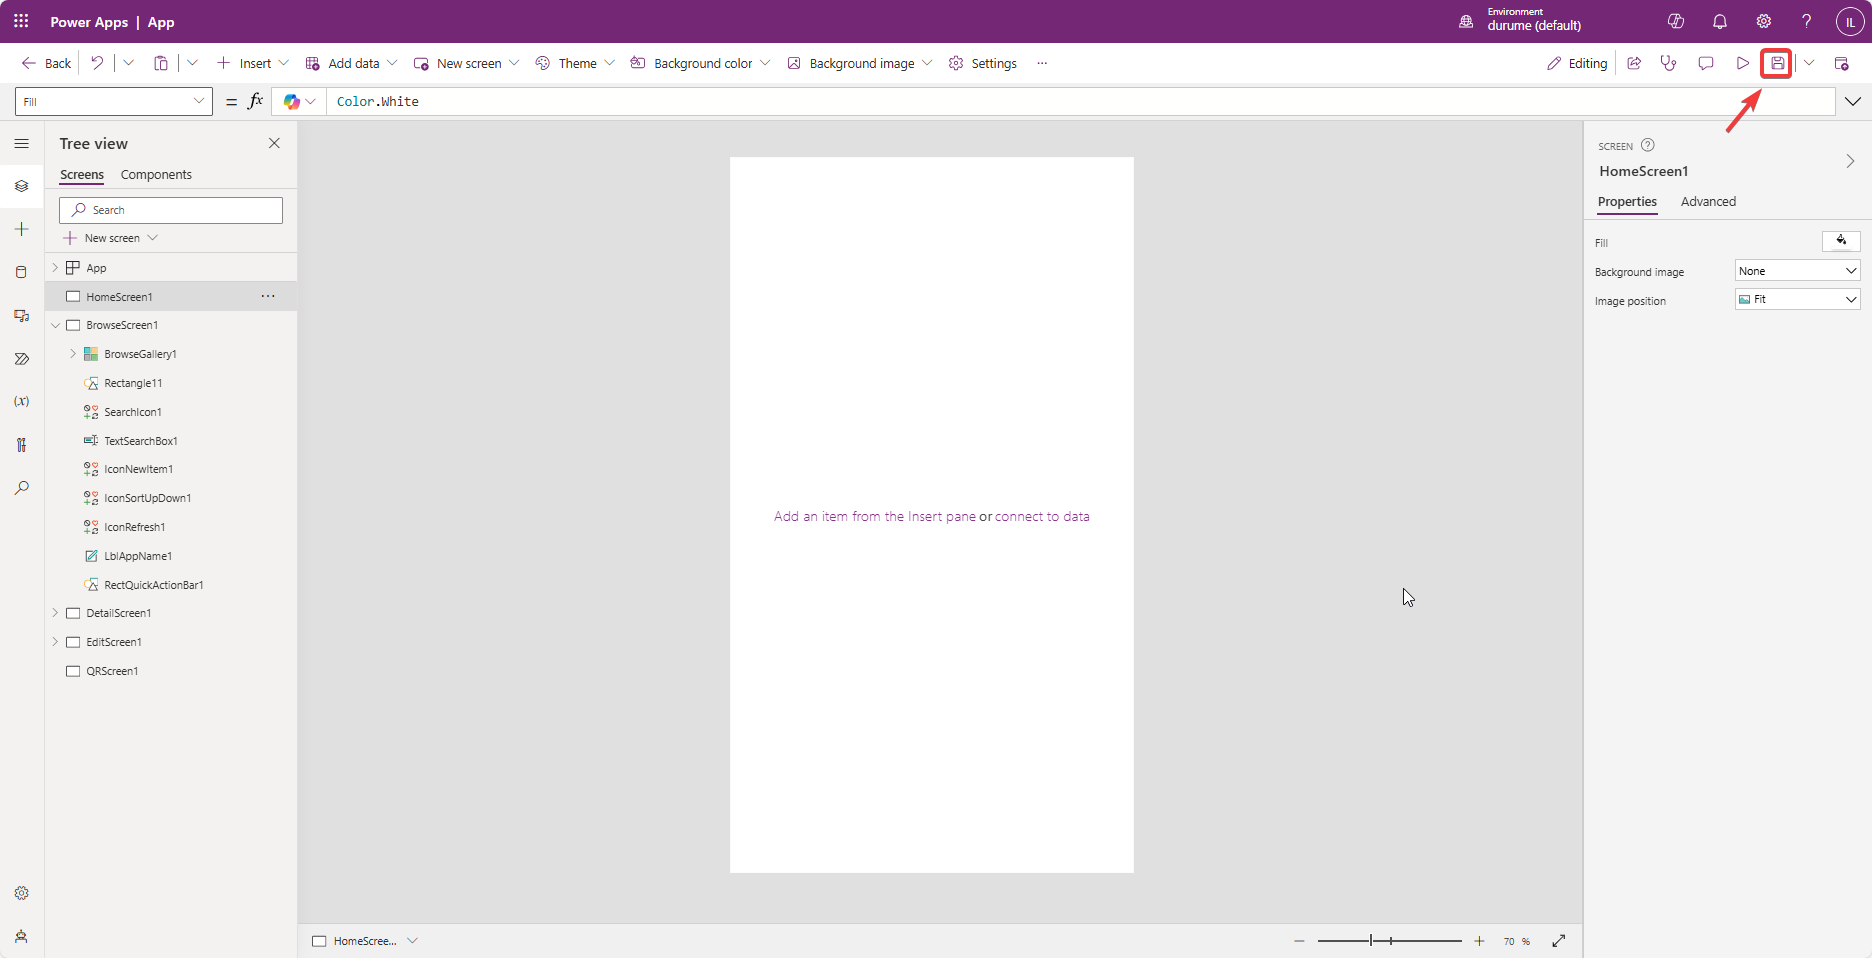 Power Apps | App
Environment
durume (default)
IL
Back
Insert
Add data
New screen
Theme
Background color
Background image
Settings
...
Editing
Fill
= fx
Color.White
Tree view
Screens
Components
Search
New screen
App
HomeScreen1
...
BrowseScreen1
BrowseGallery1
Rectangle11
SearchIcon1
TextSearchBox1
IconNewItem1
IconSortUpDown1
IconRefresh1
LblAppName1
RectQuickActionBar1
DetailScreen1
EditScreen1
QRScreen1
(x)
Add an item from the Insert pane or connect to data
SCREEN
HomeScreen1
Properties
Advanced
Fill
Background image
None
Image position
Fit
HomeScree...
70 %